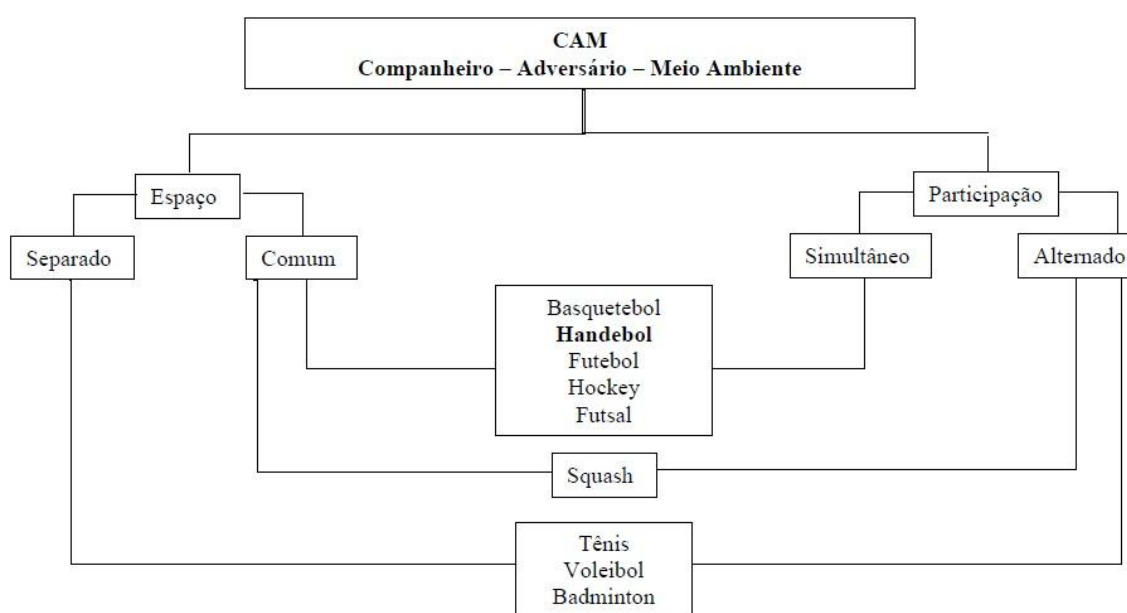 CAM
Companheiro – Adversário – Meio Ambiente
Espaço
Participação
Separado
Comum
Simultâneo
Alternado
Basquetebol
Handebol
Futebol
Hockey
Futsal
Squash
Tênis
Voleibol
Badminton